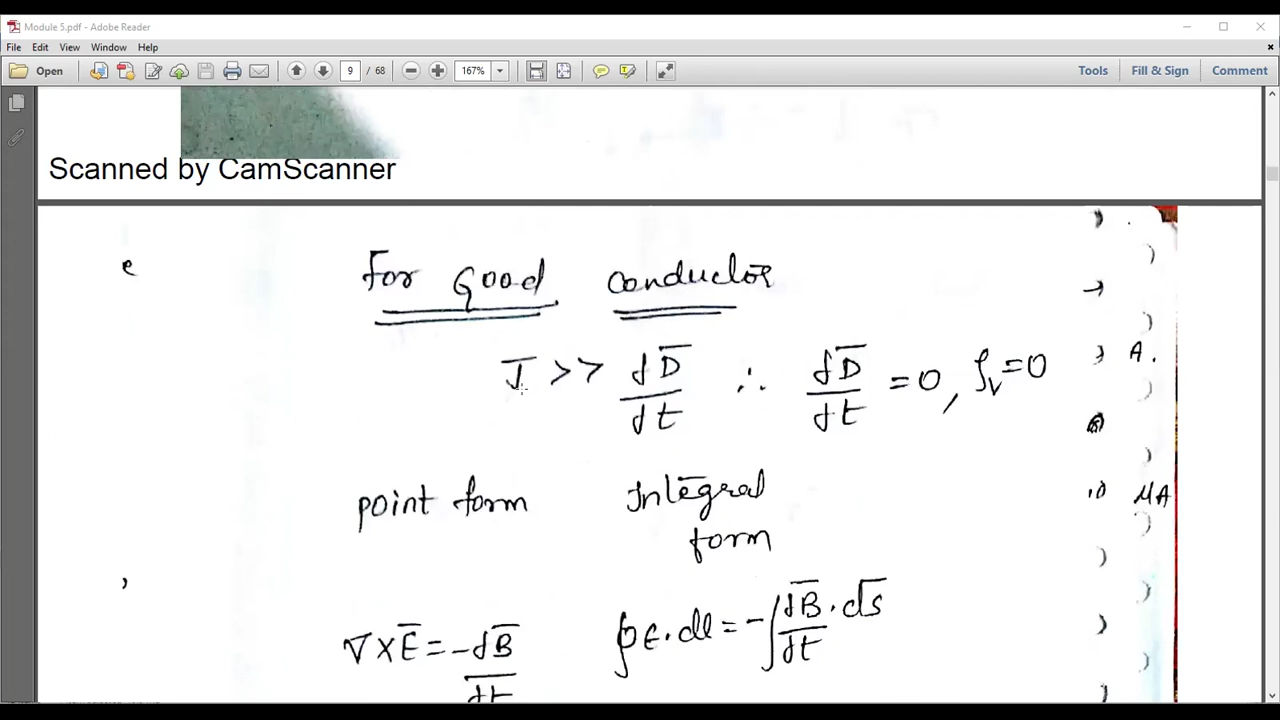 Module 5.pdf - Adobe Reader
File Edit View Window Help
Open 9 / 68 167% Tools Fill & Sign Comment
Scanned by CamScanner
For Good conductor
J̅ >> dD̅/dt ∴ dD̅/dt = 0, ρv = 0
point form Integral
form
∇ × E̅ = -dB̅/dt ∮ E . dl = -∫ dB̅/dt . ds̅
A.
MA